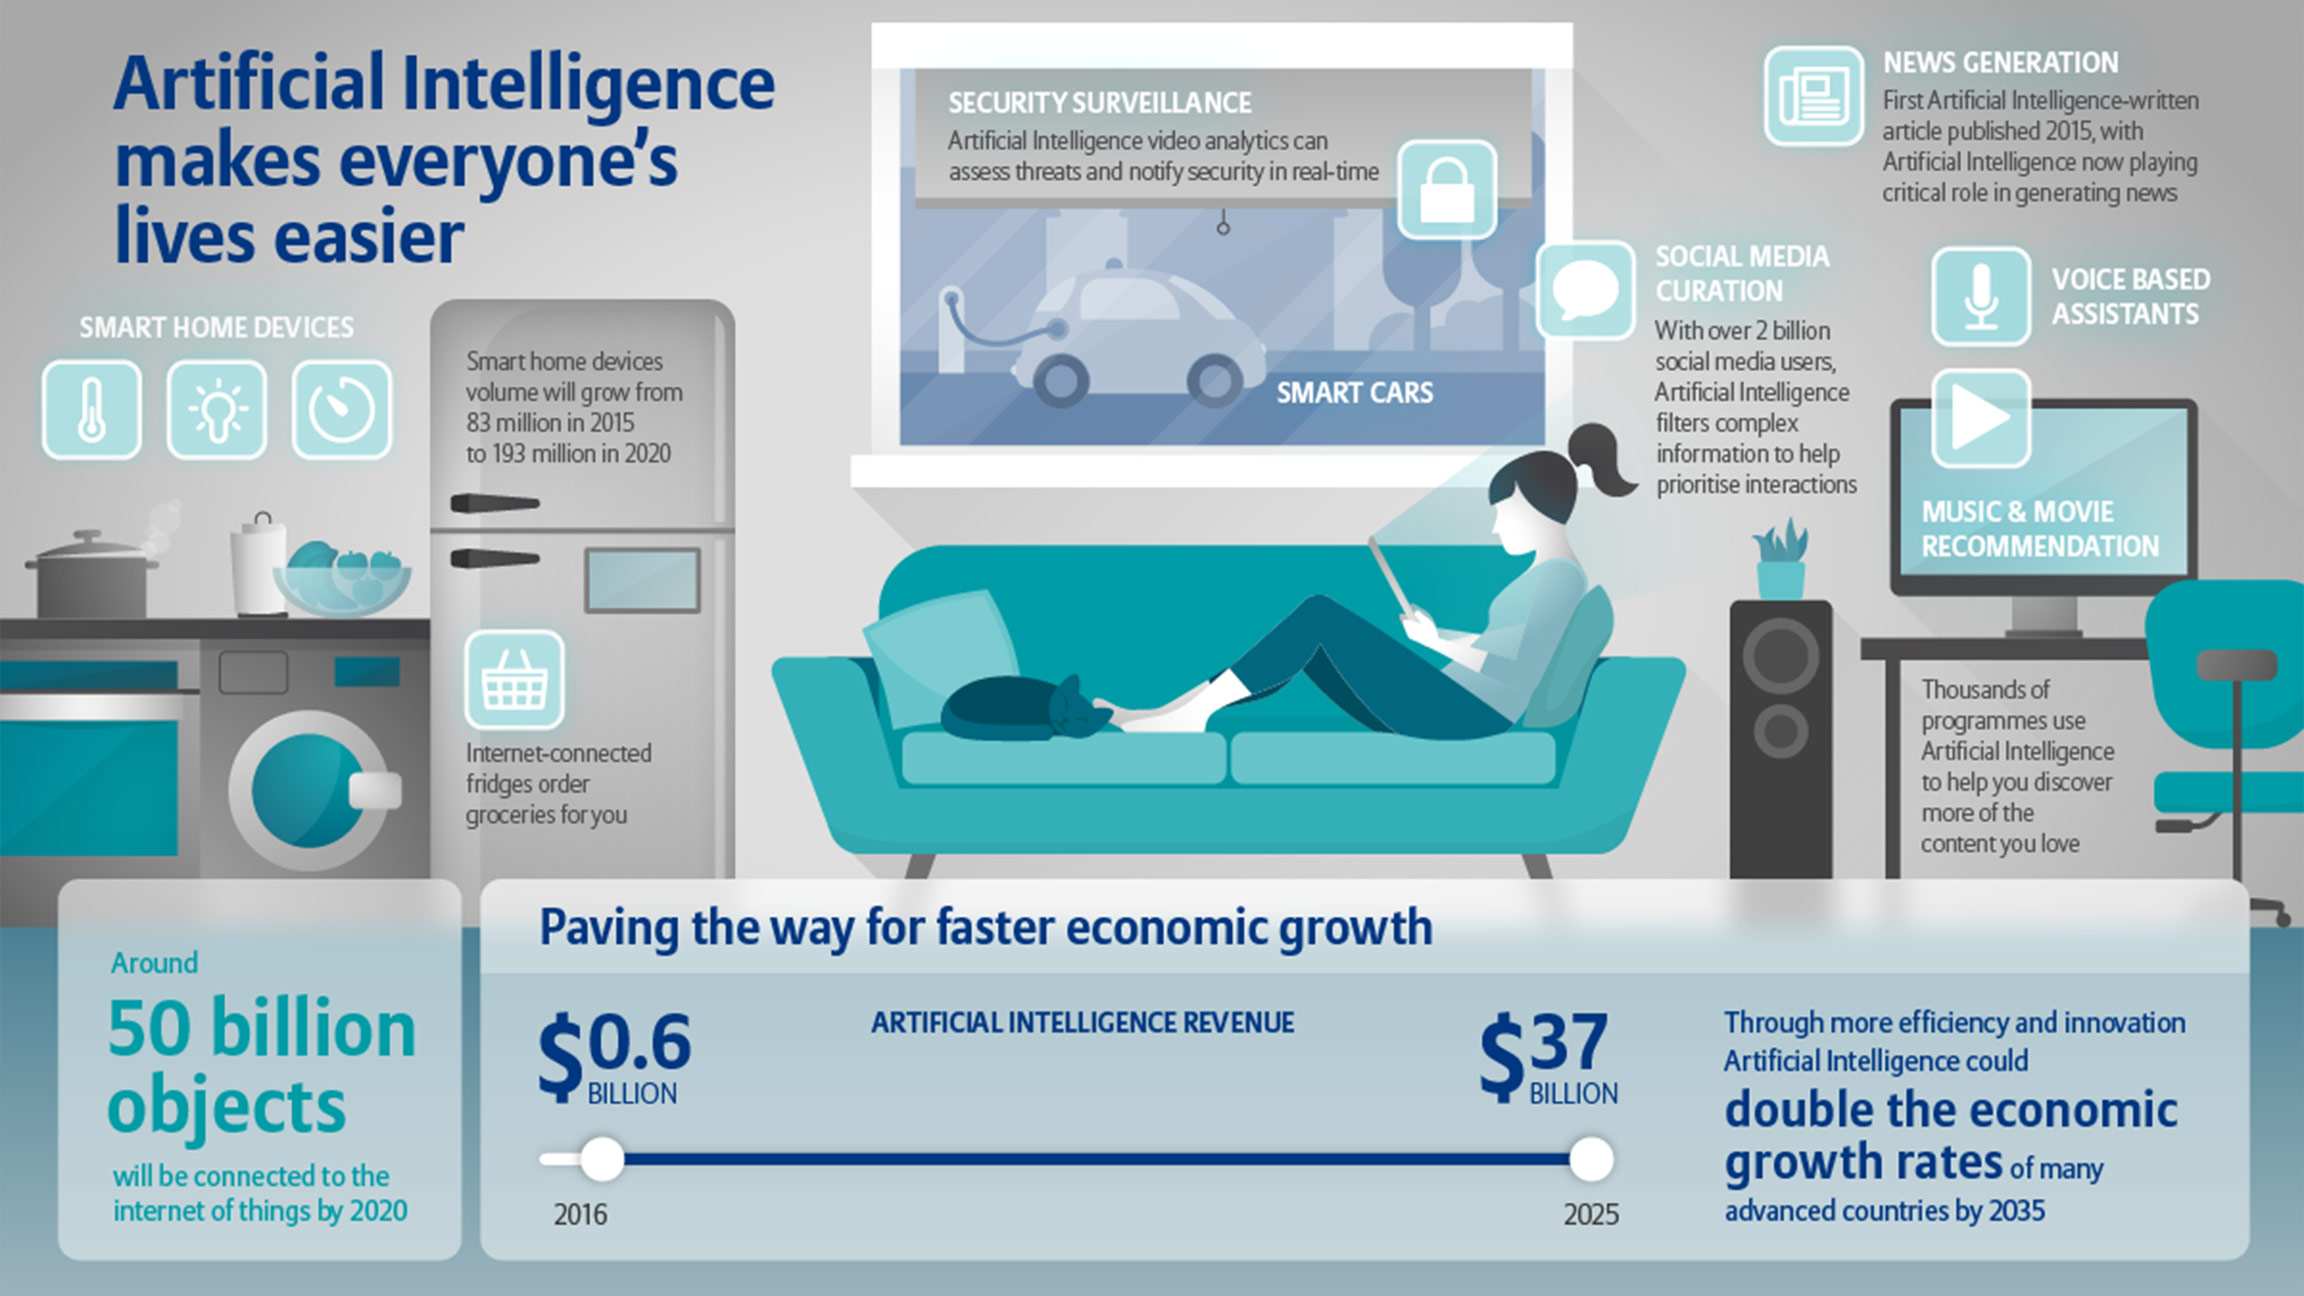 Artificial Intelligence
makes everyone's
lives easier
SMART HOME DEVICES
Smart home devices
volume will grow from
83 million in 2015
to 193 million in 2020
Internet-connected
fridges order
groceries for you
SECURITY SURVEILLANCE
Artificial Intelligence video analytics can
assess threats and notify security in real-time
SMART CARS
SOCIAL MEDIA
CURATION
With over 2 billion
social media users,
Artificial Intelligence
filters complex
information to help
prioritise interactions
NEWS GENERATION
First Artificial Intelligence-written
article published 2015, with
Artificial Intelligence now playing
critical role in generating news
VOICE BASED
ASSISTANTS
MUSIC & MOVIE
RECOMMENDATION
Thousands of
programmes use
Artificial Intelligence
to help you discover
more of the
content you love
Around
50 billion
objects
will be connected to the
internet of things by 2020
Paving the way for faster economic growth
ARTIFICIAL INTELLIGENCE REVENUE
$0.6
BILLION
2016
$37
BILLION
2025
Through more efficiency and innovation
Artificial Intelligence could
double the economic
growth rates of many
advanced countries by 2035